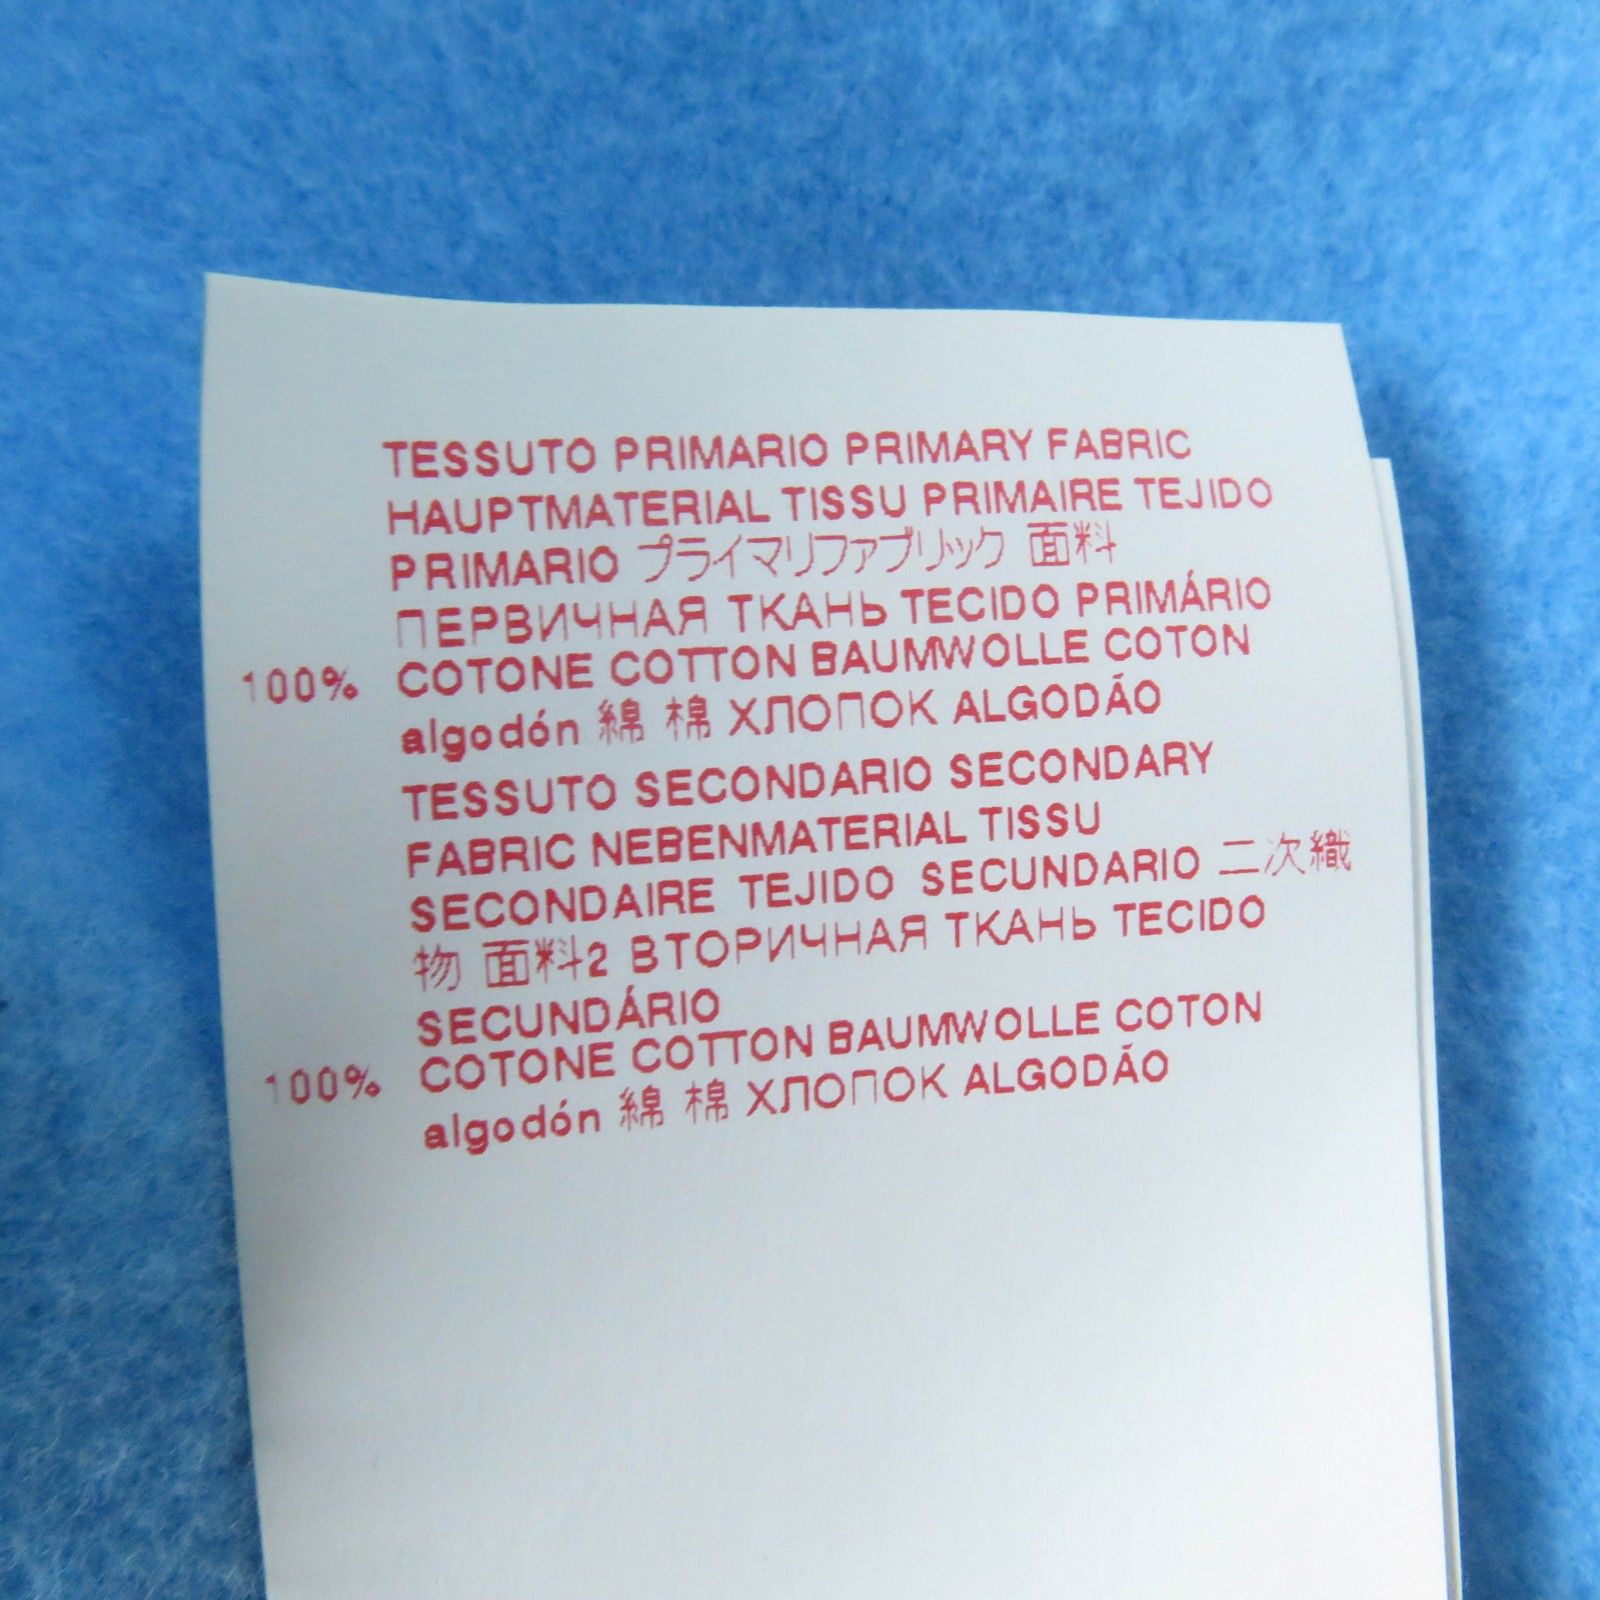 TESSUTO PRIMARIO PRIMARY FABRIC
HAUPTMATERIAL TISSU PRIMAIRE TEJIDO
PRIMARIO プライマリファブリック 面料
ПЕРВИЧНАЯ ТКАНЬ TECIDO PRIMÁRIO
100% COTONE COTTON BAUMWOLLE COTON
algodón 綿 棉 ХЛОПОК ALGODÃO
TESSUTO SECONDARIO SECONDARY
FABRIC NEBENMATERIAL TISSU
SECONDAIRE TEJIDO SECUNDARIO 二次織
物 面料2 ВТОРИЧНАЯ ТКАНЬ TECIDO
SECUNDÁRIO
100% COTONE COTTON BAUMWOLLE COTON
algodón 綿 棉 ХЛОПОК ALGODÃO